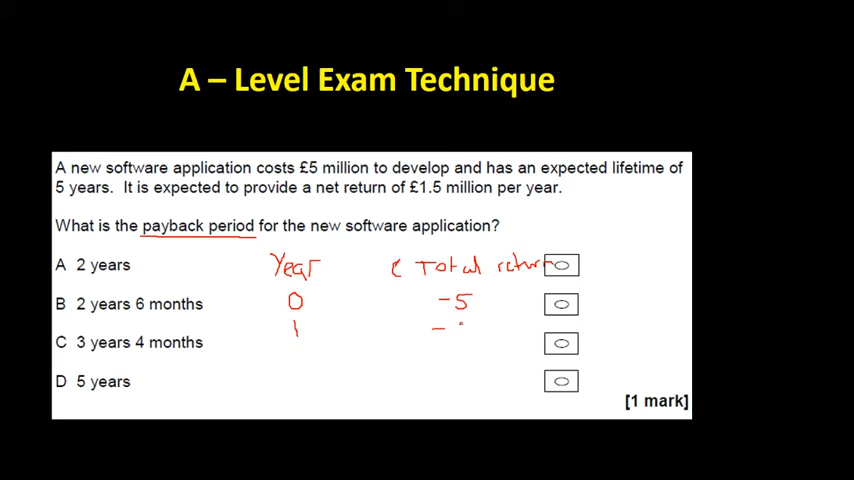 A – Level Exam Technique
A new software application costs £5 million to develop and has an expected lifetime of
5 years. It is expected to provide a net return of £1.5 million per year.
What is the payback period for the new software application?
A 2 years
Year Total return
B 2 years 6 months
0 -5
1 -
C 3 years 4 months
D 5 years
[1 mark]